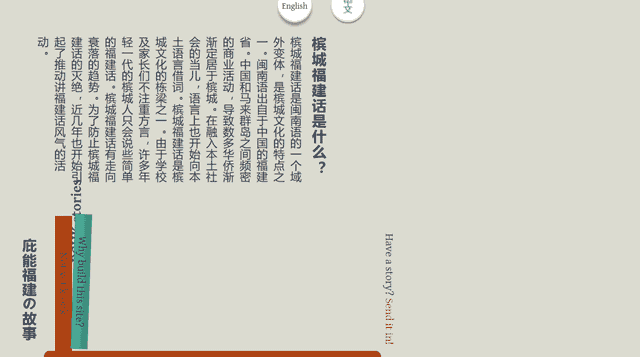 English
中文
槟城福建话是什么？
槟城福建话是闽南语的一个域
外变体，是槟城文化的特点之
一。闽南语出自于中国的福建
省。中国和马来群岛之间频密
的商业活动，导致数多华侨渐
渐定居于槟城。在融入本土社
会的当儿，语言上也开始向本
土语言借词。槟城福建话是槟
城文化的栋梁之一。由于学校
及家长们不注重方言，许多年
轻一代的槟城人只会说些简单
的福建话。槟城福建话有走向
衰落的趋势。为了防止槟城福
建话的灭绝，近几年也开始引
起了推动讲福建话风气的活
动。
Have a story? Send it in!
stories
Why build this site?
庇能福建の故事